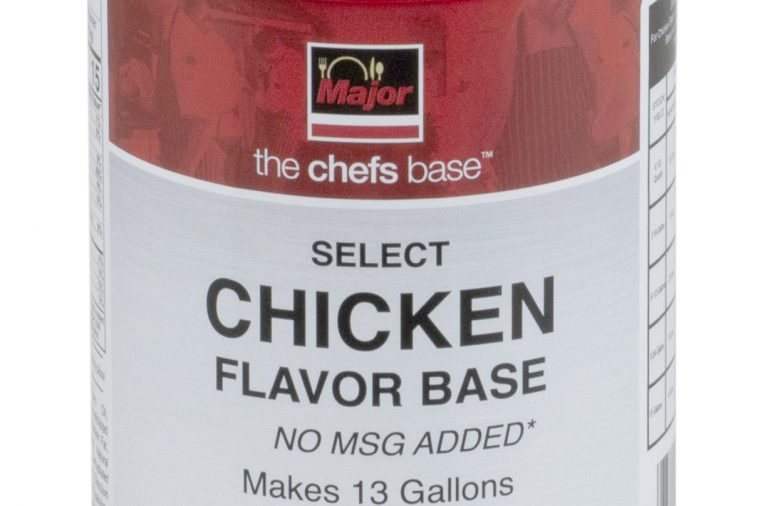 Major
the chefs base™
SELECT
CHICKEN
FLAVOR BASE
NO MSG ADDED*
Makes 13 Gallons